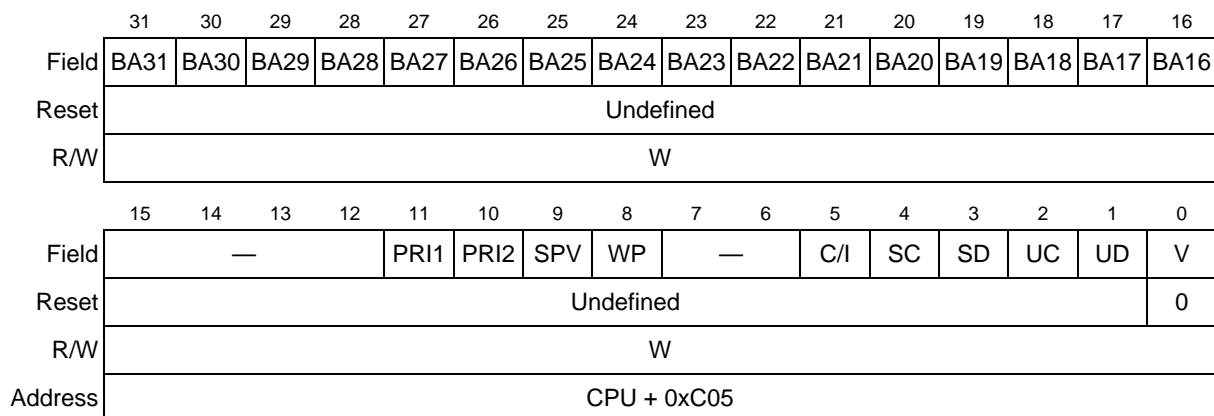 31 30 29 28 27 26 25 24 23 22 21 20 19 18 17 16
Field BA31 BA30 BA29 BA28 BA27 BA26 BA25 BA24 BA23 BA22 BA21 BA20 BA19 BA18 BA17 BA16
Reset Undefined
R/W W
15 14 13 12 11 10 9 8 7 6 5 4 3 2 1 0
Field — PRI1 PRI2 SPV WP — C/I SC SD UC UD V
Reset Undefined 0
R/W W
Address CPU + 0xC05